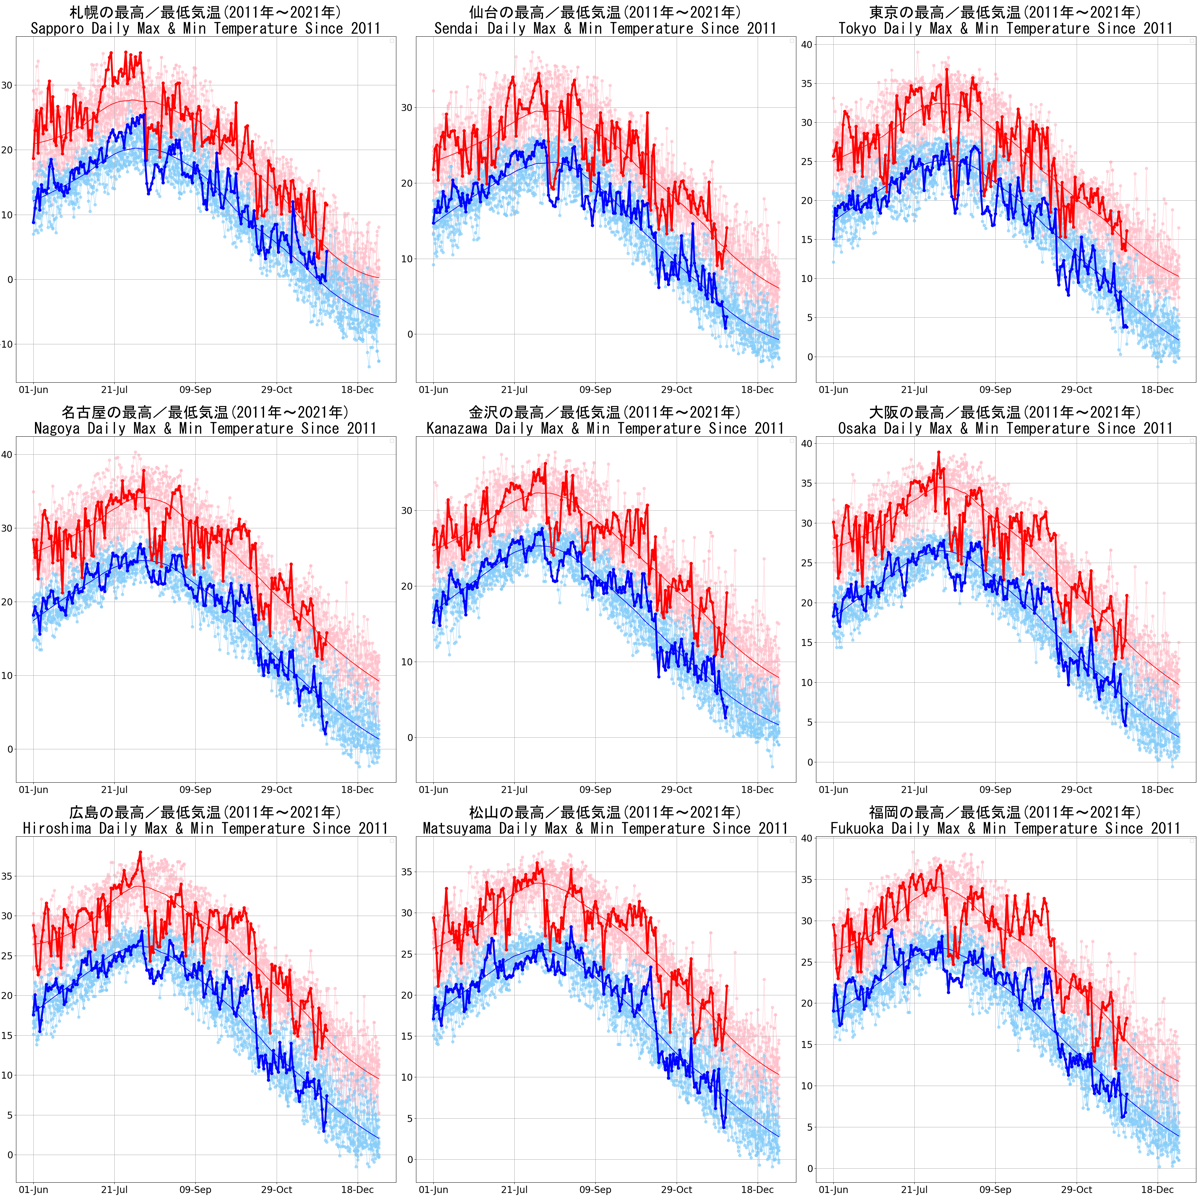 札幌の最高／最低気温(2011年～2021年)
Sapporo Daily Max & Min Temperature Since 2011
30
20
10
0
-10
01-Jun 21-Jul 09-Sep 29-Oct 18-Dec
仙台の最高／最低気温(2011年～2021年)
Sendai Daily Max & Min Temperature Since 2011
30
20
10
0
01-Jun 21-Jul 09-Sep 29-Oct 18-Dec
東京の最高／最低気温(2011年～2021年)
Tokyo Daily Max & Min Temperature Since 2011
40
35
30
25
20
15
10
5
0
01-Jun 21-Jul 09-Sep 29-Oct 18-Dec
名古屋の最高／最低気温(2011年～2021年)
Nagoya Daily Max & Min Temperature Since 2011
40
30
20
10
0
01-Jun 21-Jul 09-Sep 29-Oct 18-Dec
金沢の最高／最低気温(2011年～2021年)
Kanazawa Daily Max & Min Temperature Since 2011
30
20
10
0
01-Jun 21-Jul 09-Sep 29-Oct 18-Dec
大阪の最高／最低気温(2011年～2021年)
Osaka Daily Max & Min Temperature Since 2011
40
35
30
25
20
15
10
5
0
01-Jun 21-Jul 09-Sep 29-Oct 18-Dec
広島の最高／最低気温(2011年～2021年)
Hiroshima Daily Max & Min Temperature Since 2011
35
30
25
20
15
10
5
0
01-Jun 21-Jul 09-Sep 29-Oct 18-Dec
松山の最高／最低気温(2011年～2021年)
Matsuyama Daily Max & Min Temperature Since 2011
35
30
25
20
15
10
5
0
01-Jun 21-Jul 09-Sep 29-Oct 18-Dec
福岡の最高／最低気温(2011年～2021年)
Fukuoka Daily Max & Min Temperature Since 2011
40
35
30
25
20
15
10
5
0
01-Jun 21-Jul 09-Sep 29-Oct 18-Dec